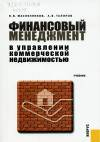 ФИНАНСОВЫЙ
МЕНЕДЖМЕНТ
В УПРАВЛЕНИИ
КОММЕРЧЕСКОЙ
НЕДВИЖИМОСТЬЮ
УЧЕБНИК